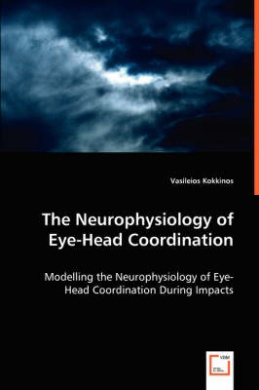 Vasileios Kokkinos
The Neurophysiology of
Eye-Head Coordination
Modelling the Neurophysiology of Eye-
Head Coordination During Impacts
VDM